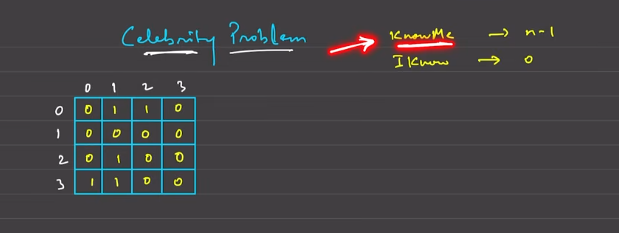 Celebrity Problem
KnowMe → n-1
I Know → 0
0 1 2 3
0 0 1 1 0
1 0 0 0 0
2 0 1 0 0
3 1 1 0 0